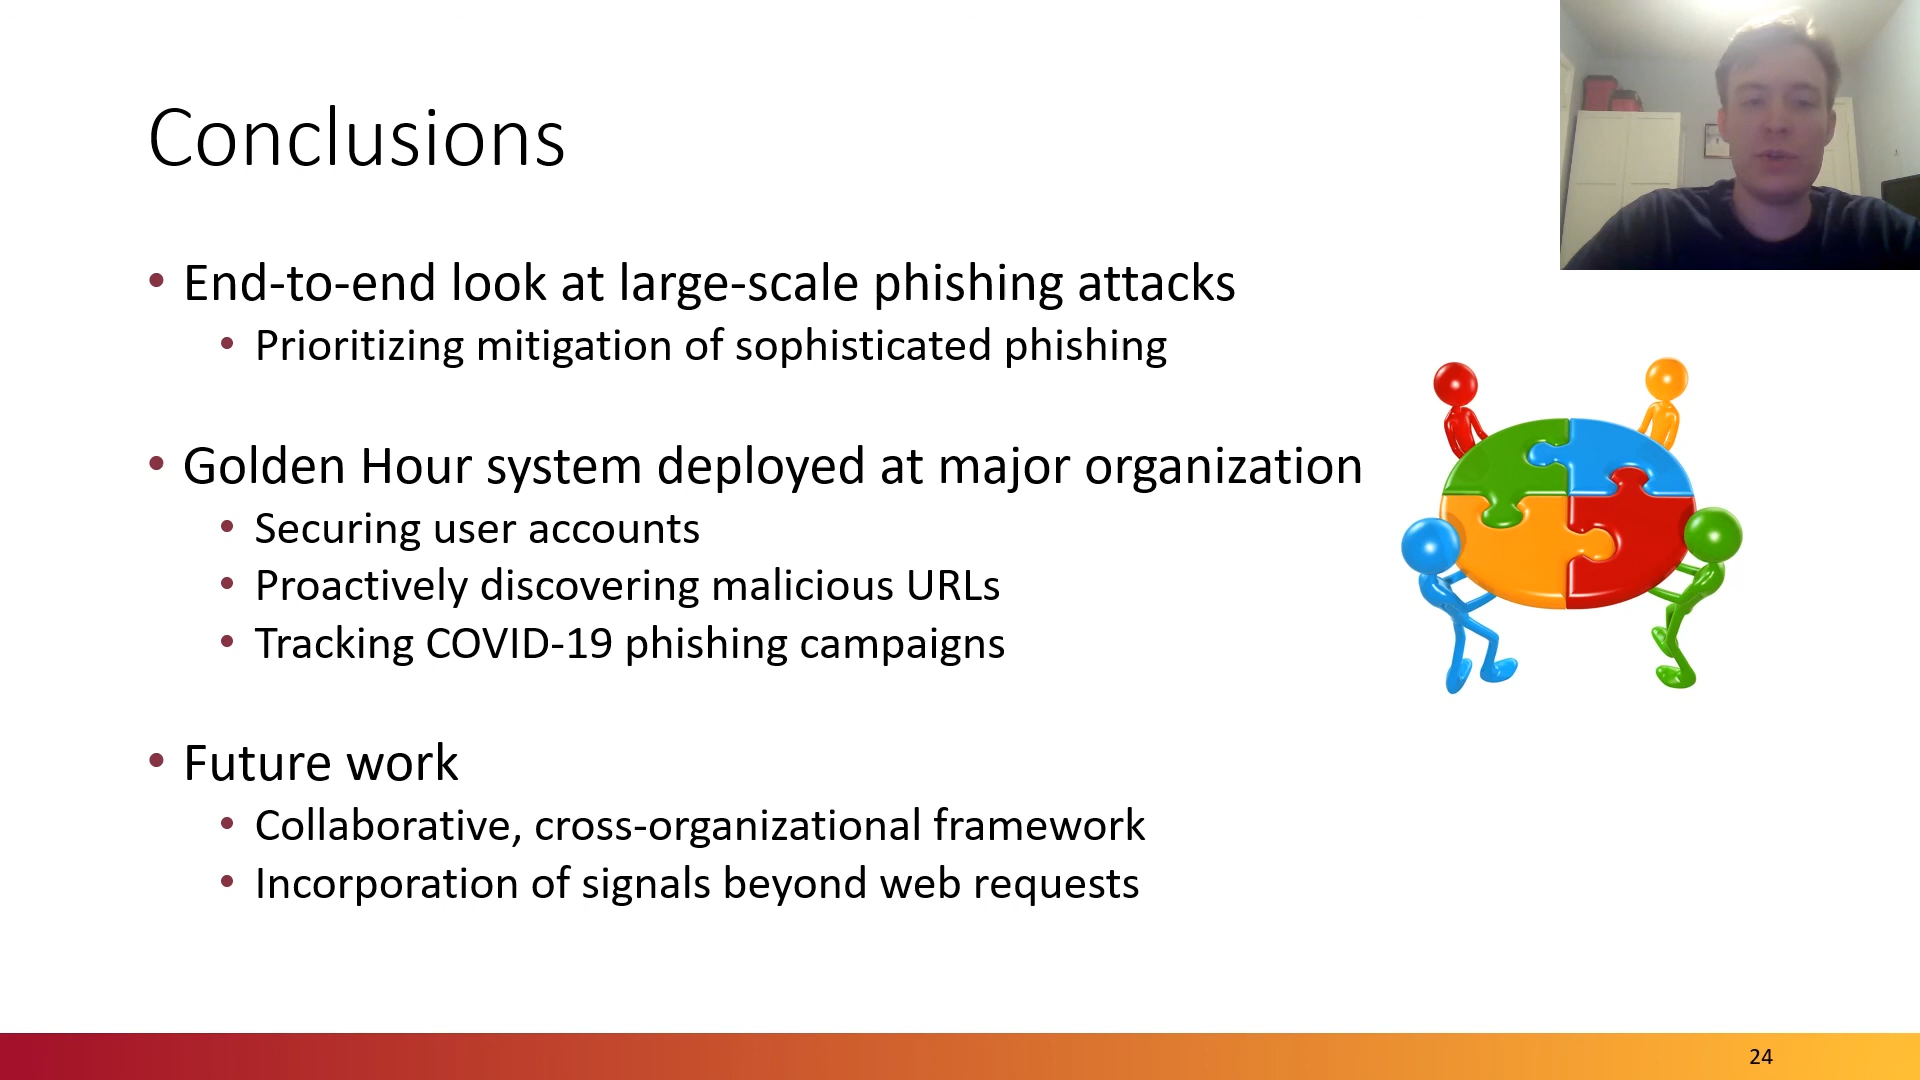 Conclusions
• End-to-end look at large-scale phishing attacks
• Prioritizing mitigation of sophisticated phishing
• Golden Hour system deployed at major organization
• Securing user accounts
• Proactively discovering malicious URLs
• Tracking COVID-19 phishing campaigns
• Future work
• Collaborative, cross-organizational framework
• Incorporation of signals beyond web requests
24